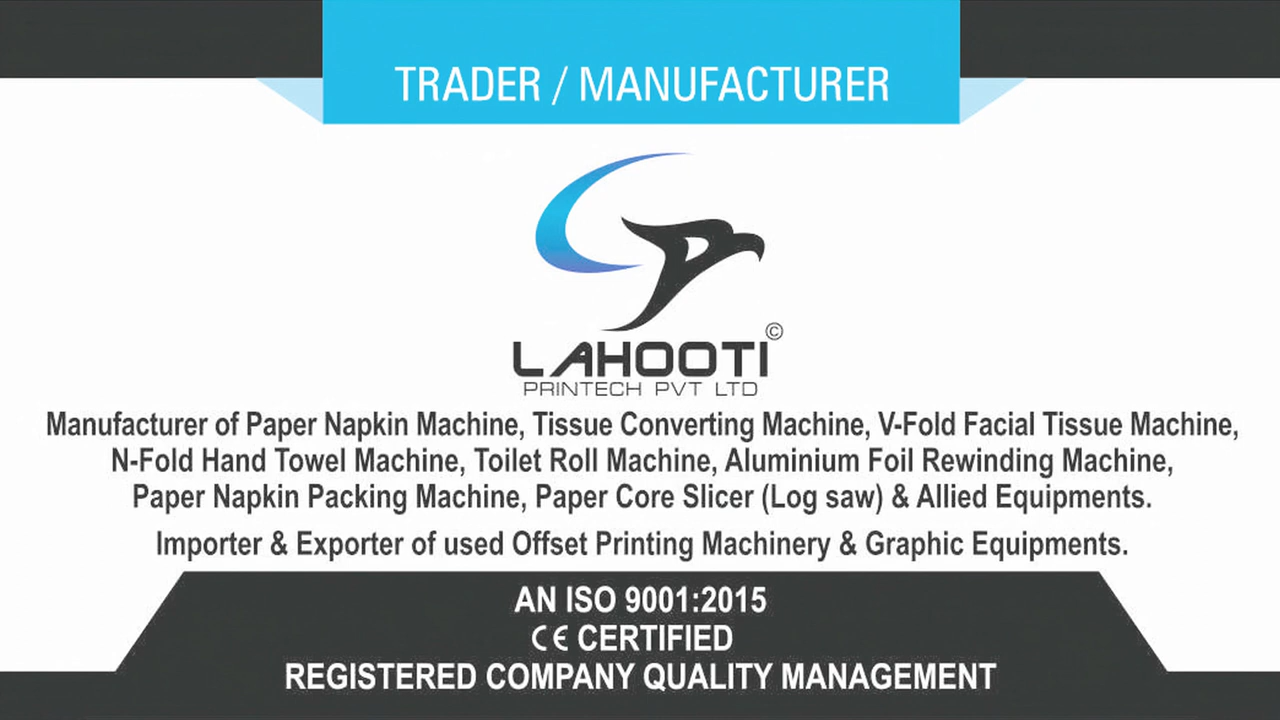 TRADER / MANUFACTURER
©
LAHOOTI
PRINTECH PVT LTD
Manufacturer of Paper Napkin Machine, Tissue Converting Machine, V-Fold Facial Tissue Machine,
N-Fold Hand Towel Machine, Toilet Roll Machine, Aluminium Foil Rewinding Machine,
Paper Napkin Packing Machine, Paper Core Slicer (Log saw) & Allied Equipments.
Importer & Exporter of used Offset Printing Machinery & Graphic Equipments.
AN ISO 9001:2015
CE CERTIFIED
REGISTERED COMPANY QUALITY MANAGEMENT